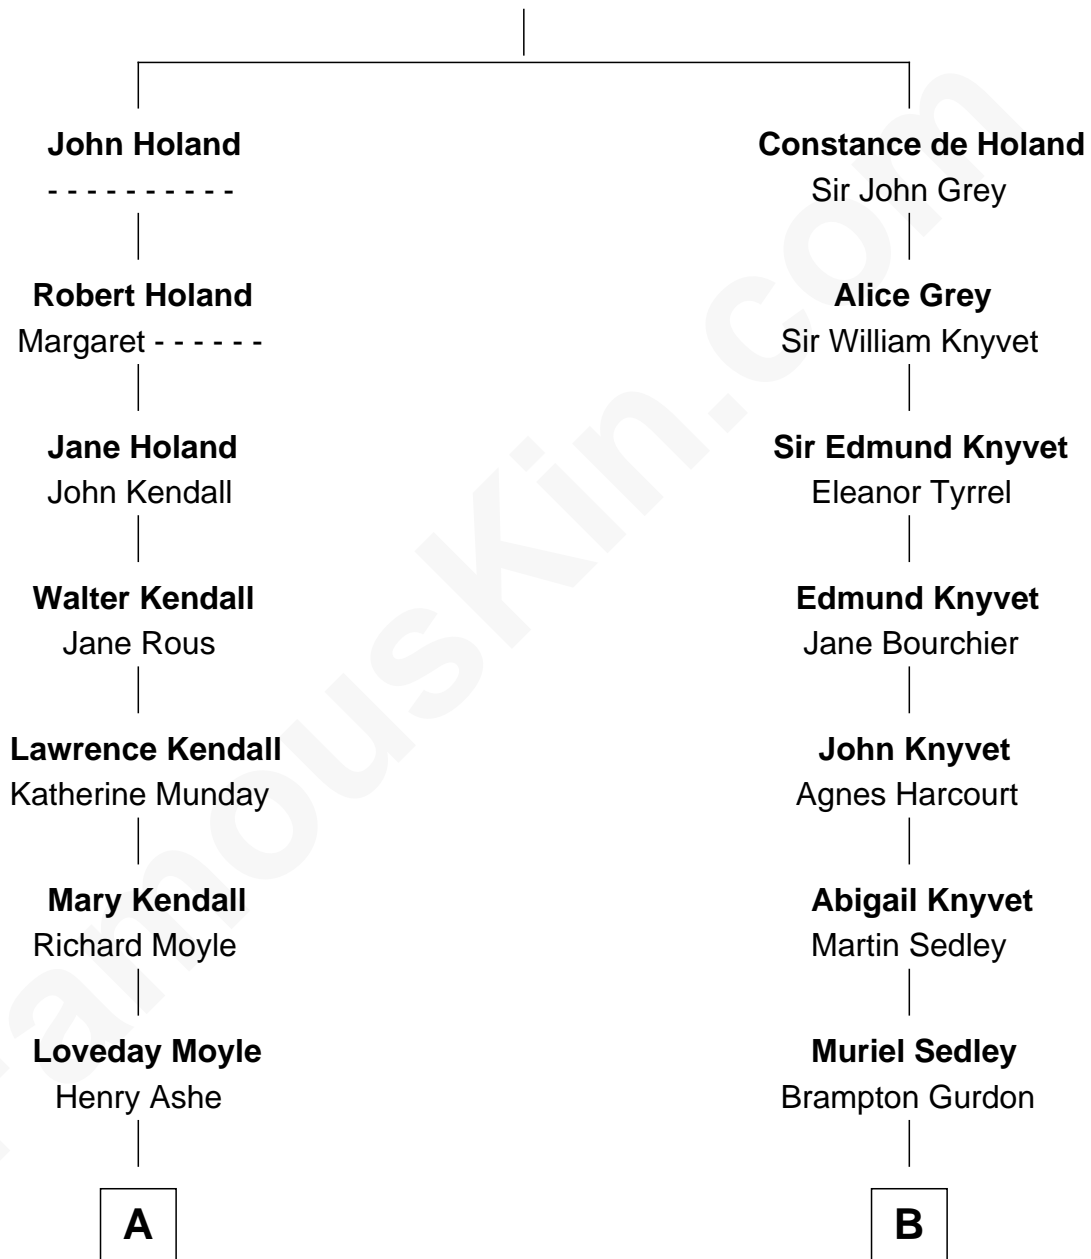 John Holand
- - - - - - - - - -
Constance de Holand
Sir John Grey
Robert Holand
Margaret - - - - - -
Alice Grey
Sir William Knyvet
Jane Holand
John Kendall
Sir Edmund Knyvet
Eleanor Tyrrel
Walter Kendall
Jane Rous
Edmund Knyvet
Jane Bourchier
Lawrence Kendall
Katherine Munday
John Knyvet
Agnes Harcourt
Mary Kendall
Richard Moyle
Abigail Knyvet
Martin Sedley
Loveday Moyle
Henry Ashe
Muriel Sedley
Brampton Gurdon
A
B
FamousKin.com